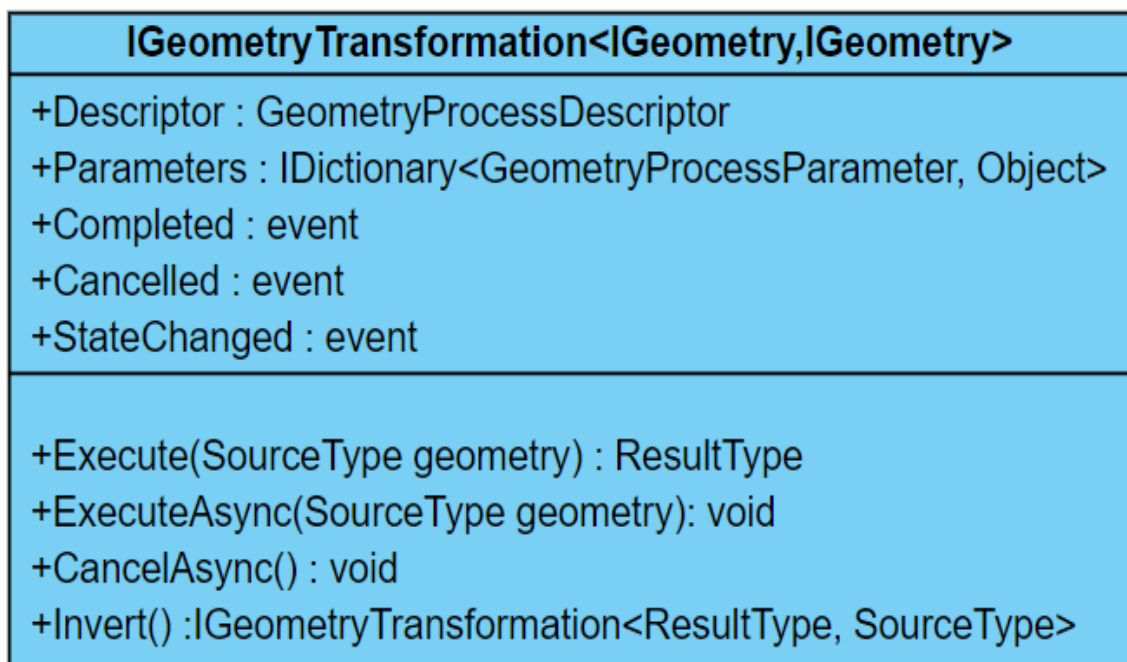 IGeometryTransformation<IGeometry,IGeometry>
+Descriptor : GeometryProcessDescriptor
+Parameters : IDictionary<GeometryProcessParameter, Object>
+Completed : event
+Cancelled : event
+StateChanged : event
+Execute(SourceType geometry) : ResultType
+ExecuteAsync(SourceType geometry): void
+CancelAsync() : void
+Invert() :IGeometryTransformation<ResultType, SourceType>